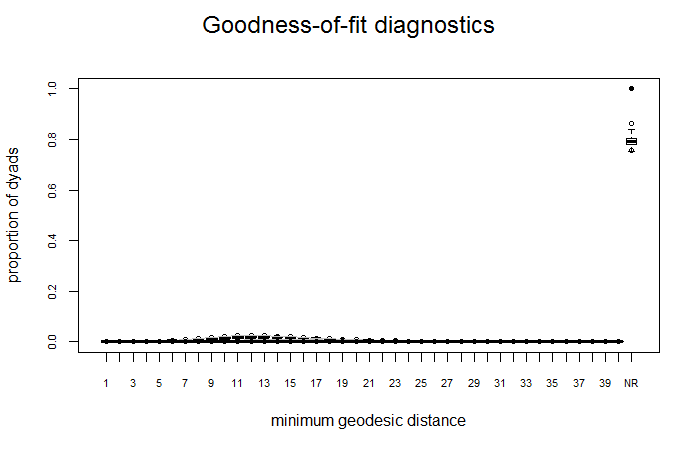 Goodness-of-fit diagnostics
proportion of dyads
1.0
0.8
0.6
0.4
0.2
0.0
1 3 5 7 9 11 13 15 17 19 21 23 25 27 29 31 33 35 37 39 NR
minimum geodesic distance